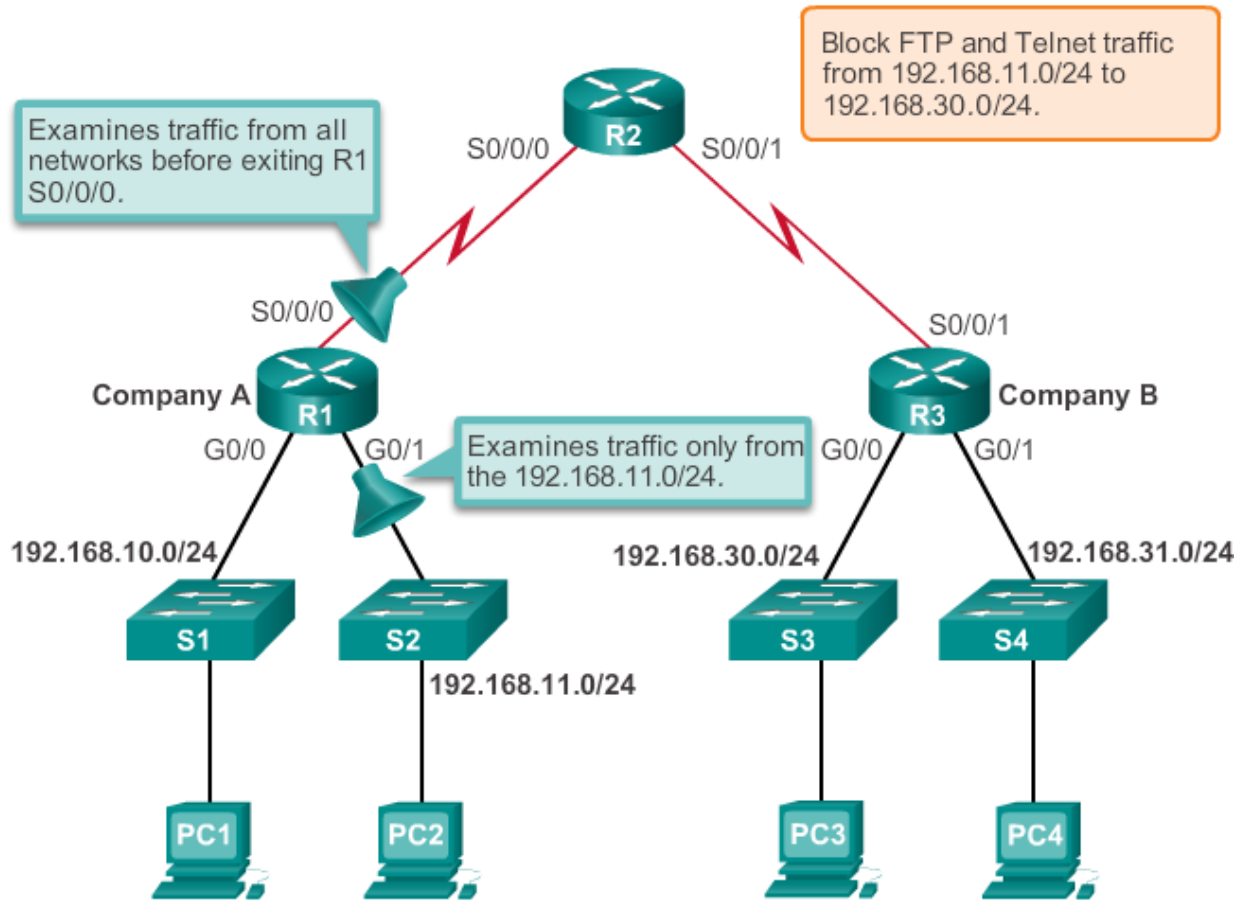 Block FTP and Telnet traffic
from 192.168.11.0/24 to
192.168.30.0/24.
R2
S0/0/0
S0/0/1
Examines traffic from all
networks before exiting R1
S0/0/0.
S0/0/0
S0/0/1
Company A
R1
R3
Company B
G0/0
G0/1
Examines traffic only from
the 192.168.11.0/24.
G0/0
G0/1
192.168.10.0/24
192.168.30.0/24
192.168.31.0/24
S1
S2
S3
S4
192.168.11.0/24
PC1
PC2
PC3
PC4